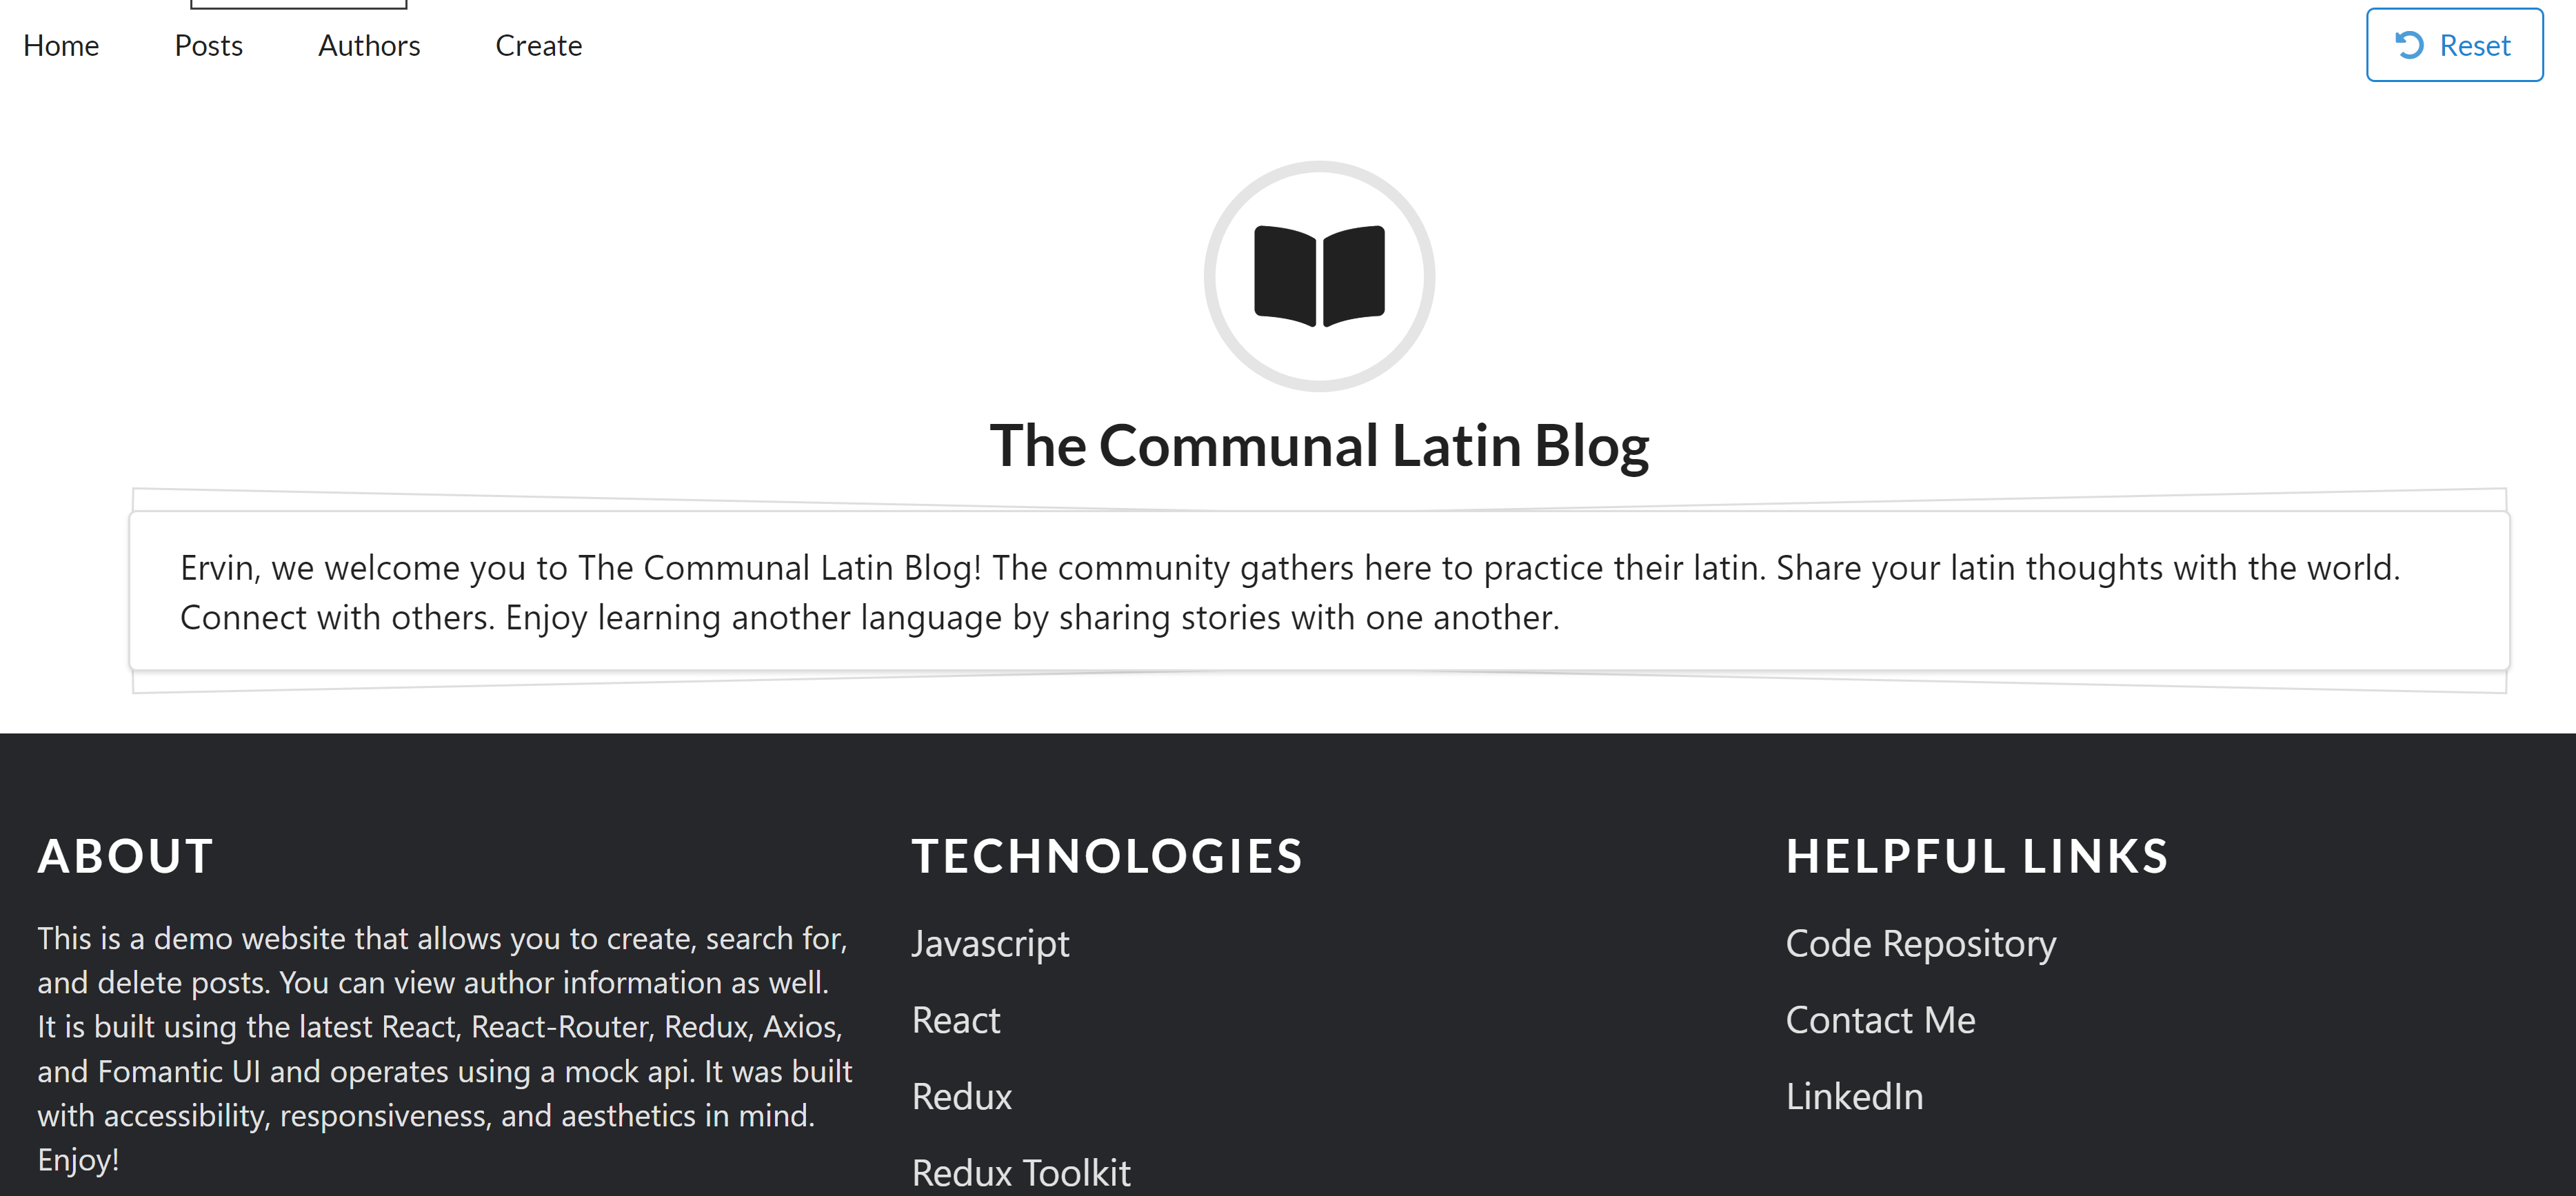 Home Posts Authors Create Reset
The Communal Latin Blog
Ervin, we welcome you to The Communal Latin Blog! The community gathers here to practice their latin. Share your latin thoughts with the world.
Connect with others. Enjoy learning another language by sharing stories with one another.
ABOUT
This is a demo website that allows you to create, search for,
and delete posts. You can view author information as well.
It is built using the latest React, React-Router, Redux, Axios,
and Fomantic UI and operates using a mock api. It was built
with accessibility, responsiveness, and aesthetics in mind.
Enjoy!
TECHNOLOGIES
Javascript
React
Redux
Redux Toolkit
HELPFUL LINKS
Code Repository
Contact Me
LinkedIn